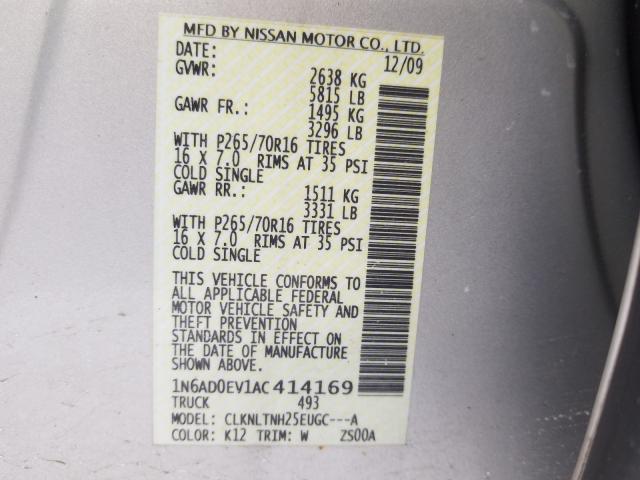 MFD BY NISSAN MOTOR CO., LTD.
DATE: 12/09
GVWR: 2638 KG
5815 LB
GAWR FR.: 1495 KG
3296 LB
WITH P265/70R16 TIRES
16 X 7.0 RIMS AT 35 PSI
COLD SINGLE
GAWR RR.: 1511 KG
3331 LB
WITH P265/70R16 TIRES
16 X 7.0 RIMS AT 35 PSI
COLD SINGLE
THIS VEHICLE CONFORMS TO
ALL APPLICABLE FEDERAL
MOTOR VEHICLE SAFETY AND
THEFT PREVENTION
STANDARDS IN EFFECT ON
THE DATE OF MANUFACTURE
SHOWN ABOVE.
1N6AD0EV1AC414169
TRUCK 493
MODEL: CLKNLTNH25EUGC---A
COLOR: K12 TRIM: W ZS00A